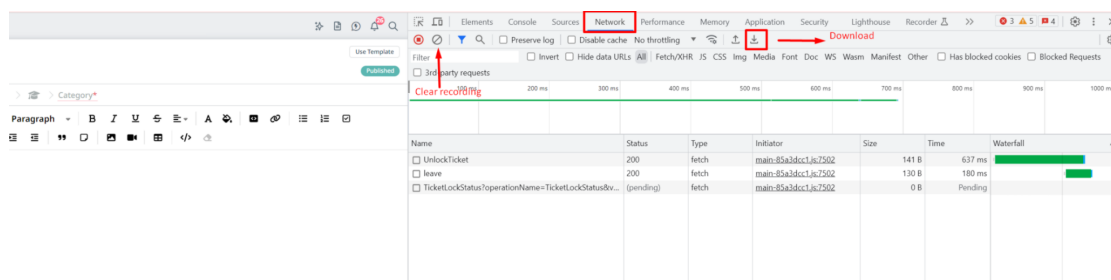 26
Elements Console Sources Network Performance Memory Application Security Lighthouse Recorder >> 3 5 4
Preserve log Disable cache No throttling Download
Use Template
Filter Invert Hide data URLs All Fetch/XHR JS CSS Img Media Font Doc WS Wasm Manifest Other Has blocked cookies Blocked Requests
Published
3rd-party requests
Category*
Clear recording
100 ms 200 ms 300 ms 400 ms 500 ms 600 ms 700 ms 800 ms 900 ms 1000 m
Paragraph B I U S A
Name Status Type Initiator Size Time Waterfall
UnlockTicket 200 fetch main-85a3dcc1.js:7502 141 B 637 ms
leave 200 fetch main-85a3dcc1.js:7502 130 B 180 ms
TicketLockStatus?operationName=TicketLockStatus&v... (pending) fetch main-85a3dcc1.js:7502 0 B Pending